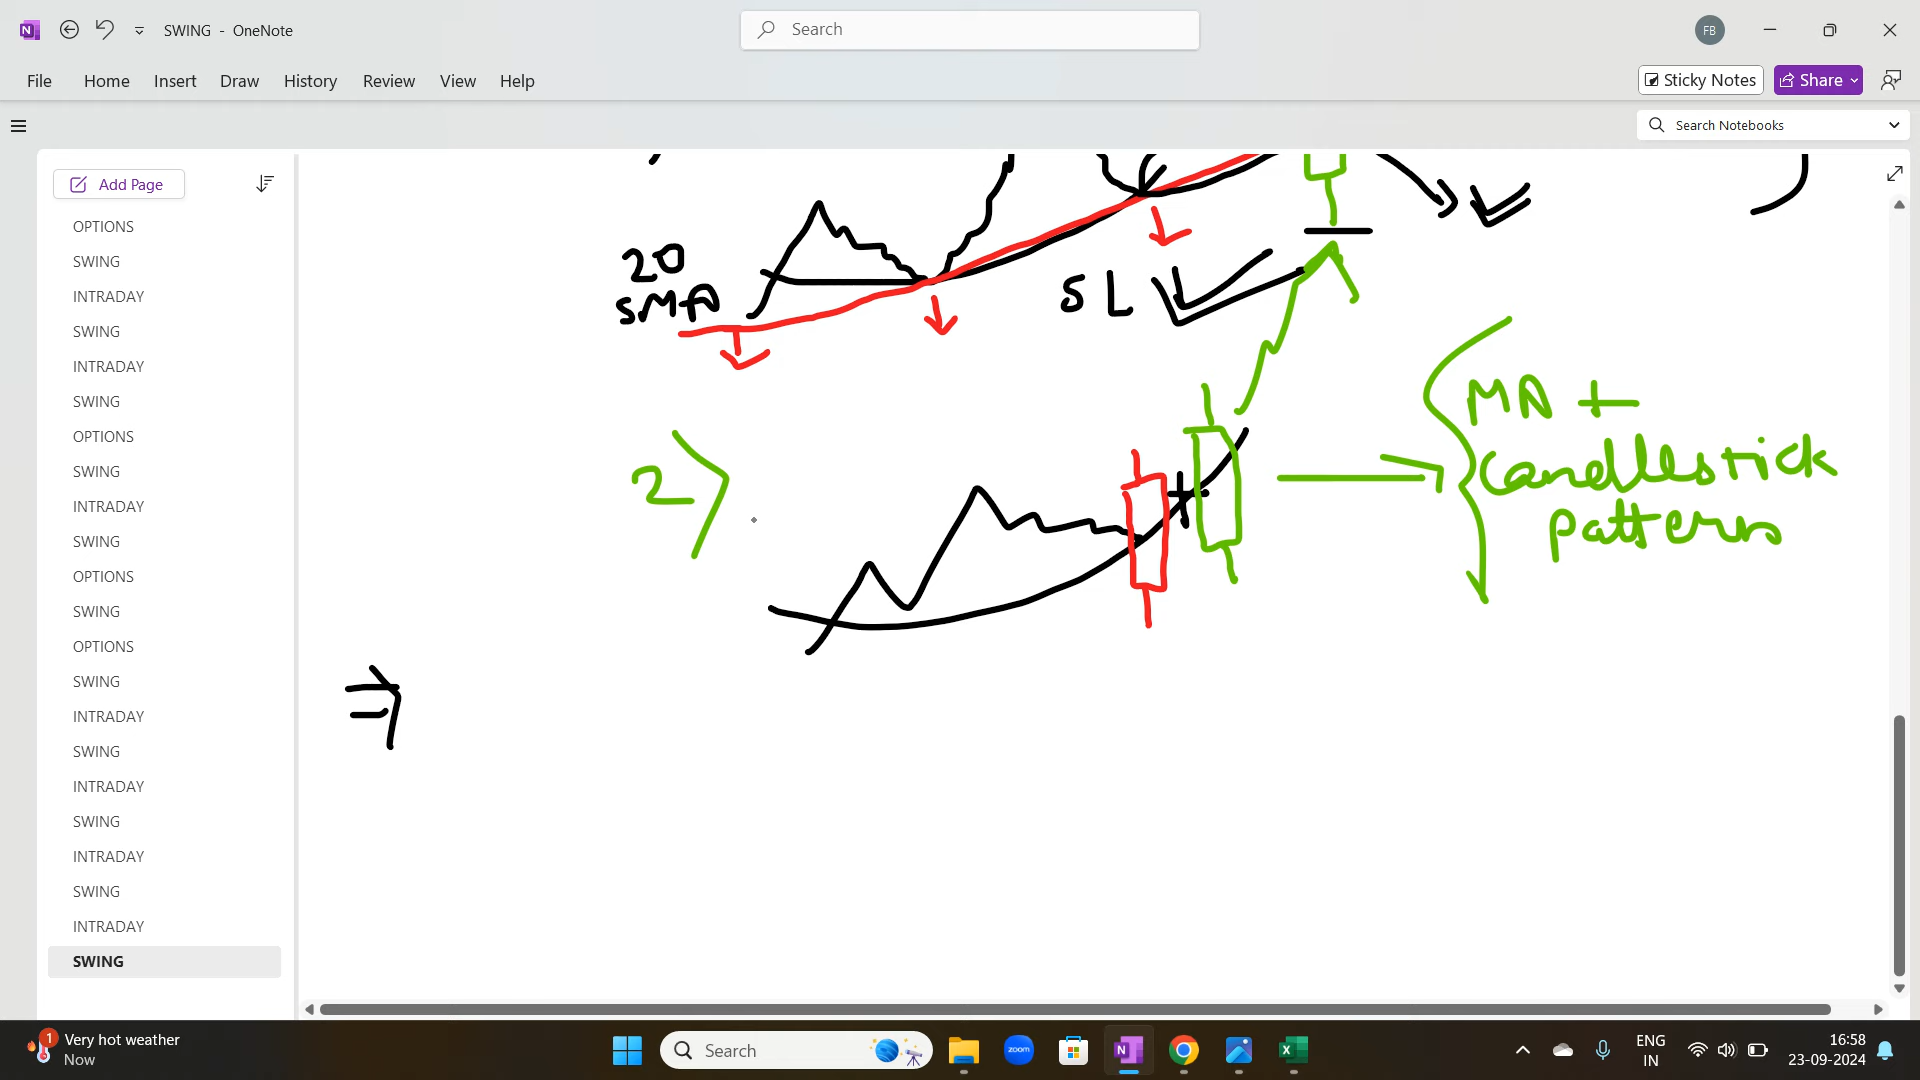 SWING - OneNote
Search
FB
File Home Insert Draw History Review View Help
Sticky Notes
Share
Search Notebooks
Add Page
OPTIONS
SWING
INTRADAY
SWING
INTRADAY
SWING
OPTIONS
SWING
INTRADAY
SWING
OPTIONS
SWING
OPTIONS
SWING
INTRADAY
SWING
INTRADAY
SWING
INTRADAY
SWING
INTRADAY
SWING
20
SMA
SL
2)
MA +
Candlestick
patterns
1
Very hot weather
Now
Search
zoom
ENG
IN
16:58
23-09-2024